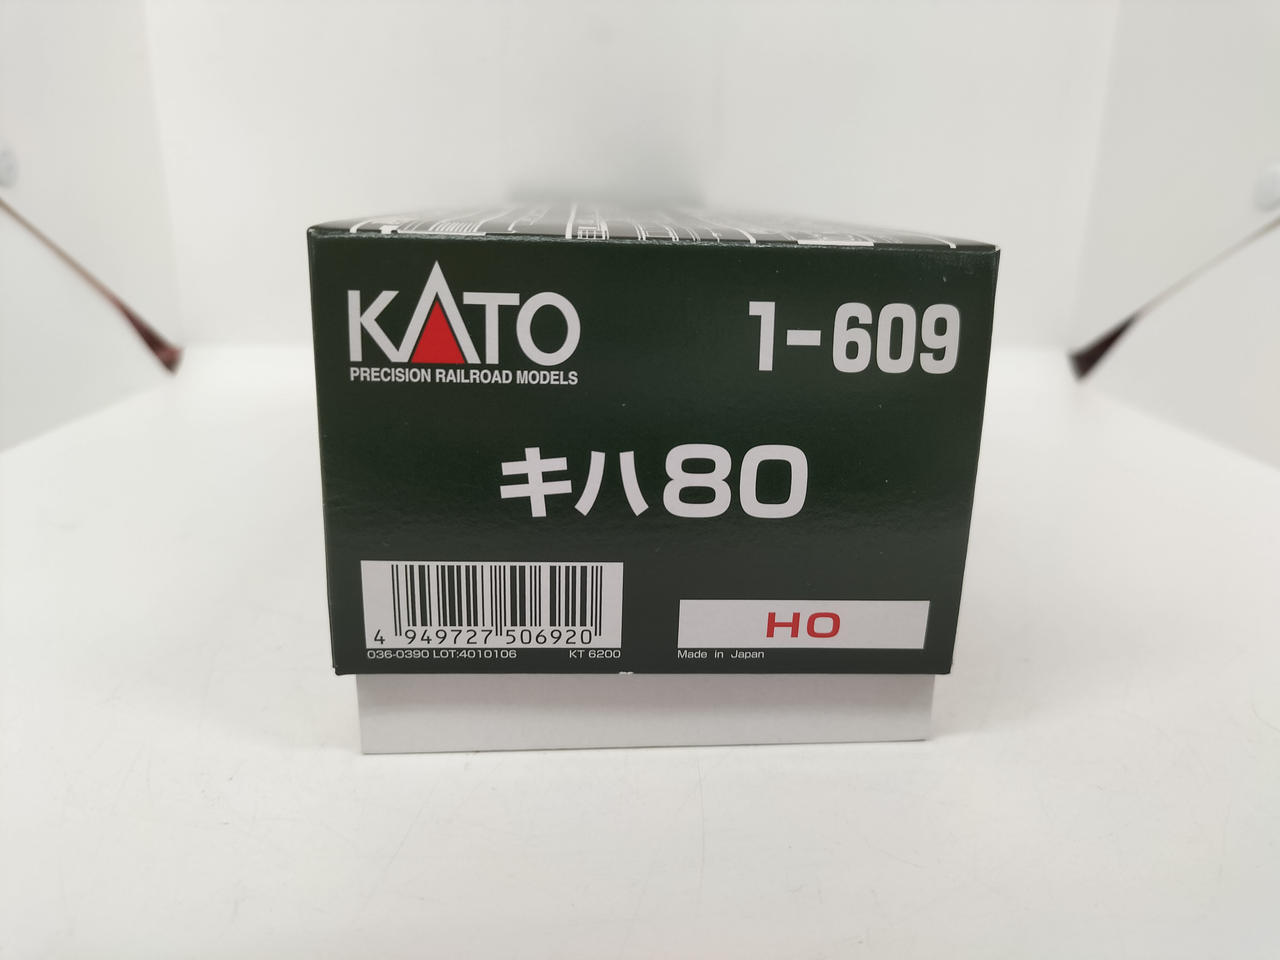 KATO
PRECISION RAILROAD MODELS
1-609
キハ80
4 949727 506920
036-0390 LOT:4010106 KT 6200
HO
Made in Japan